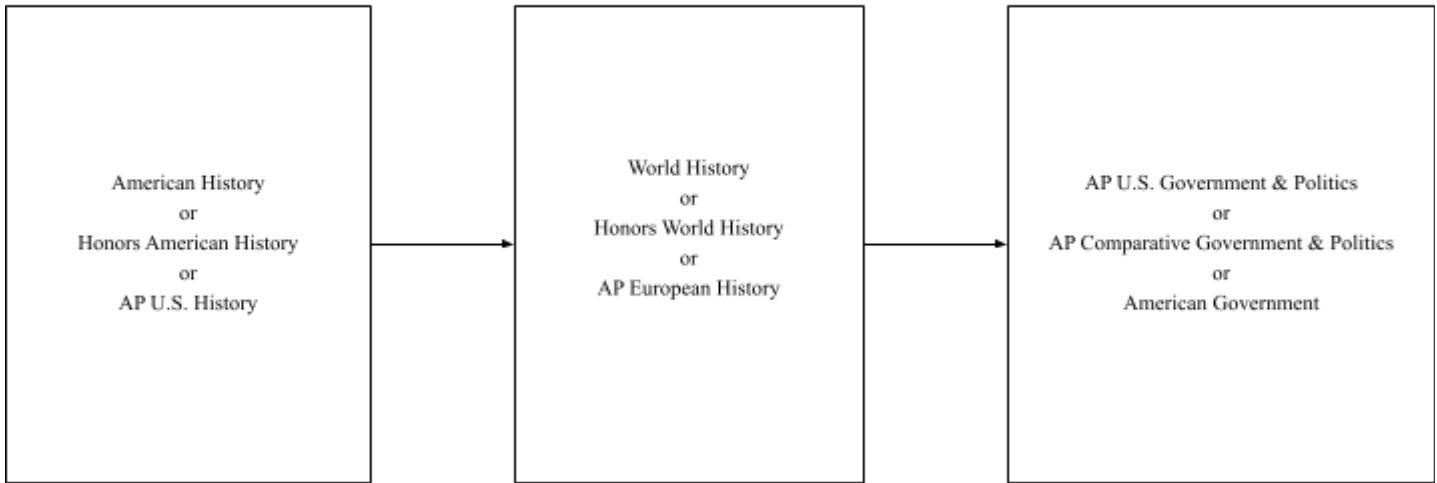 American History
or
Honors American History
or
AP U.S. History
World History
or
Honors World History
or
AP European History
AP U.S. Government & Politics
or
AP Comparative Government & Politics
or
American Government